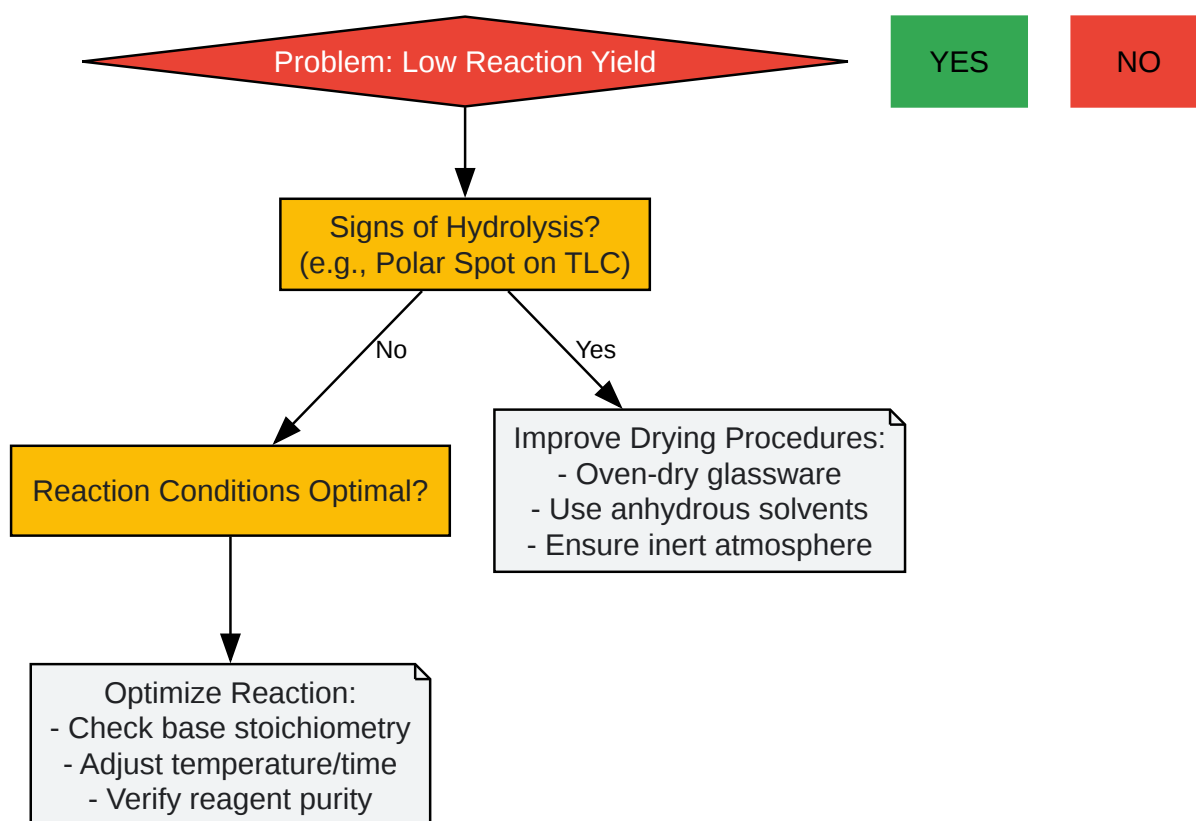 Problem: Low Reaction Yield
YES
NO
Signs of Hydrolysis?
(e.g., Polar Spot on TLC)
No
Yes
Improve Drying Procedures:
- Oven-dry glassware
- Use anhydrous solvents
- Ensure inert atmosphere
Reaction Conditions Optimal?
Optimize Reaction:
- Check base stoichiometry
- Adjust temperature/time
- Verify reagent purity